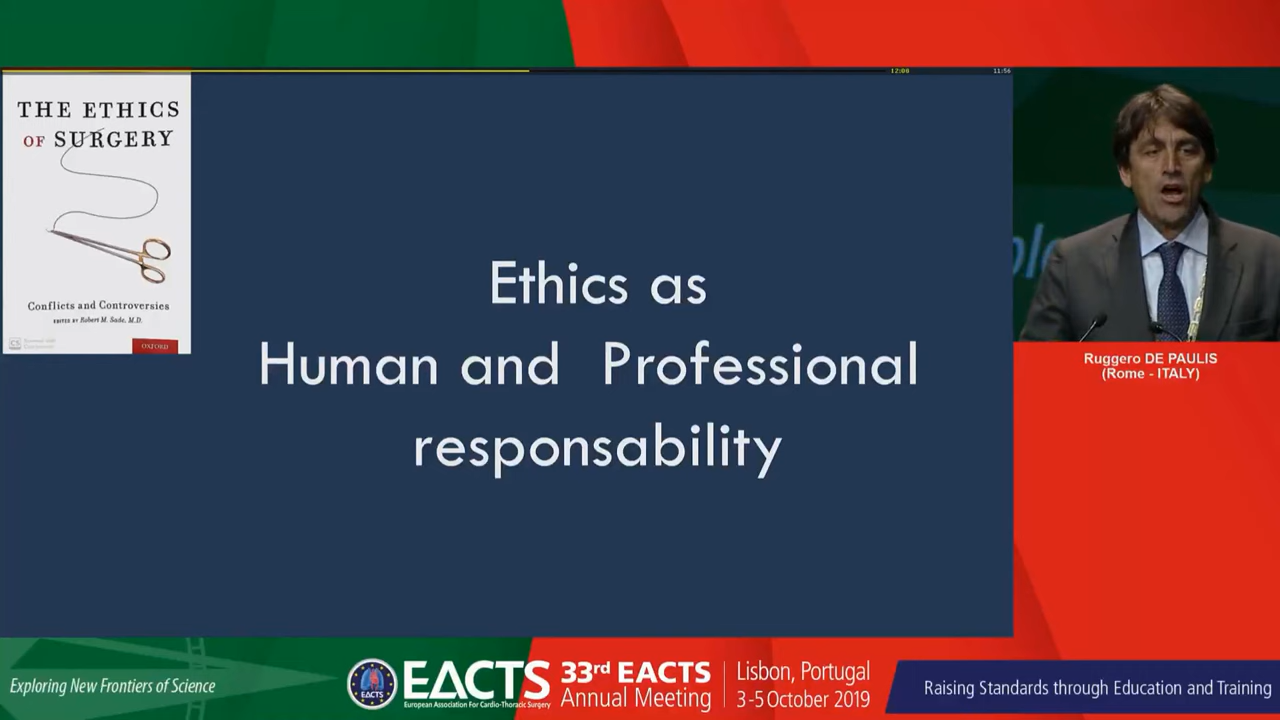 12:08
11:56
THE ETHICS
OF SURGERY
Conflicts and Controversies
EDITED BY Robert M. Sade, M.D.
OXFORD
Ethics as
Human and Professional
responsability
ple
Ruggero DE PAULIS
(Rome - ITALY)
Exploring New Frontiers of Science
EACTS
EACTS
European Association For Cardio-Thoracic Surgery
33rd EACTS
Annual Meeting
Lisbon, Portugal
3-5 October 2019
Raising Standards through Education and Training